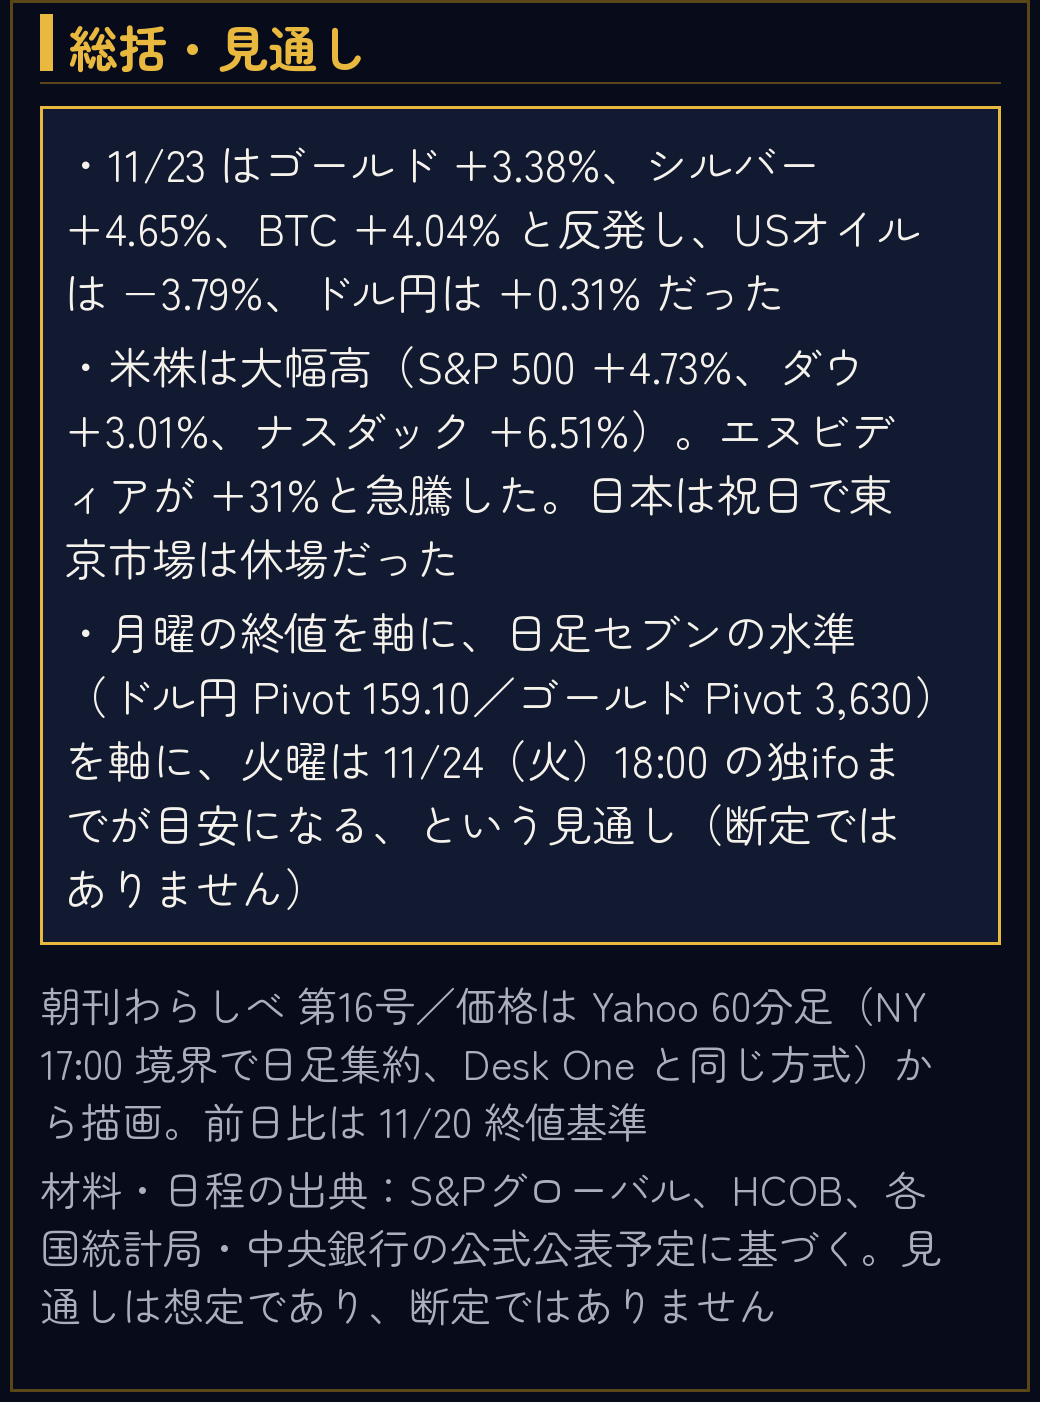 総括・見通し
・11/23 はゴールド +3.38%、シルバー
+4.65%、BTC +4.04% と反発し、USオイル
は −3.79%、ドル円は +0.31% だった
・米株は大幅高（S&P 500 +4.73%、ダウ
+3.01%、ナスダック +6.51%）。エヌビデ
ィアが +31%と急騰した。日本は祝日で東
京市場は休場だった
・月曜の終値を軸に、日足セブンの水準
（ドル円 Pivot 159.10／ゴールド Pivot 3,630）
を軸に、火曜は 11/24（火）18:00 の独ifoま
でが目安になる、という見通し（断定では
ありません）
朝刊わらしべ 第16号／価格は Yahoo 60分足（NY
17:00 境界で日足集約、Desk One と同じ方式）か
ら描画。前日比は 11/20 終値基準
材料・日程の出典：S&Pグローバル、HCOB、各
国統計局・中央銀行の公式公表予定に基づく。見
通しは想定であり、断定ではありません